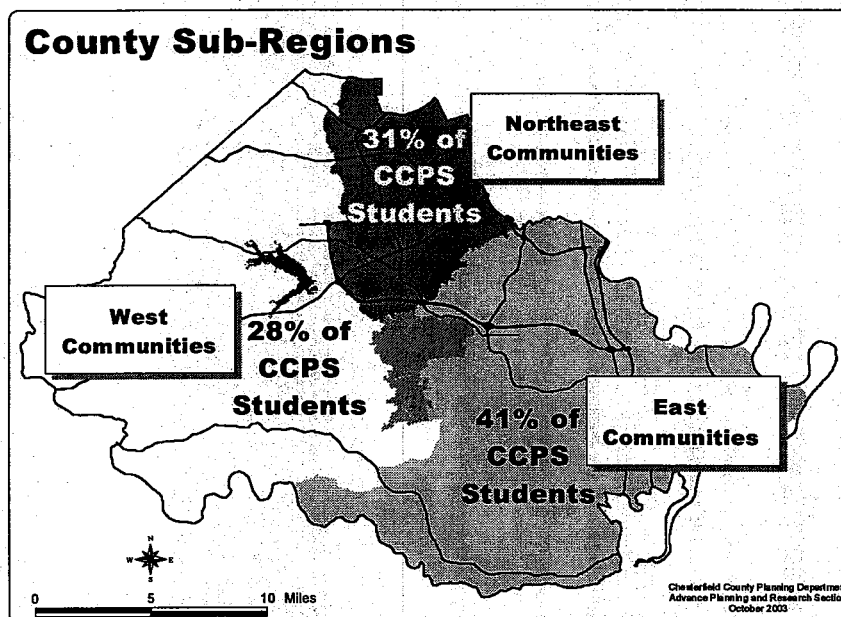 County Sub-Regions
31% of
CCPS
Students
Northeast
Communities
West
Communities
28% of
CCPS
Students
41% of
CCPS
Students
East
Communities
N
W E
S
0 5 10 Miles
Chesterfield County Planning Departmen
Advance Planning and Research Sectio
October 2003